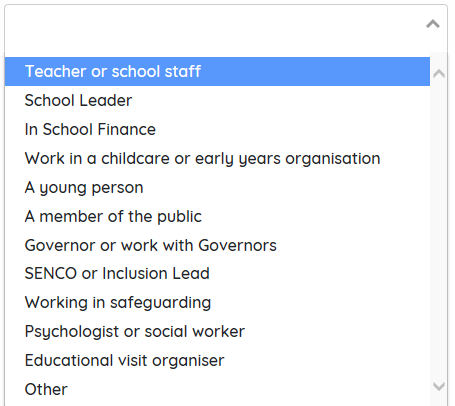 Teacher or school staff
School Leader
In School Finance
Work in a childcare or early years organisation
A young person
A member of the public
Governor or work with Governors
SENCO or Inclusion Lead
Working in safeguarding
Psychologist or social worker
Educational visit organiser
Other